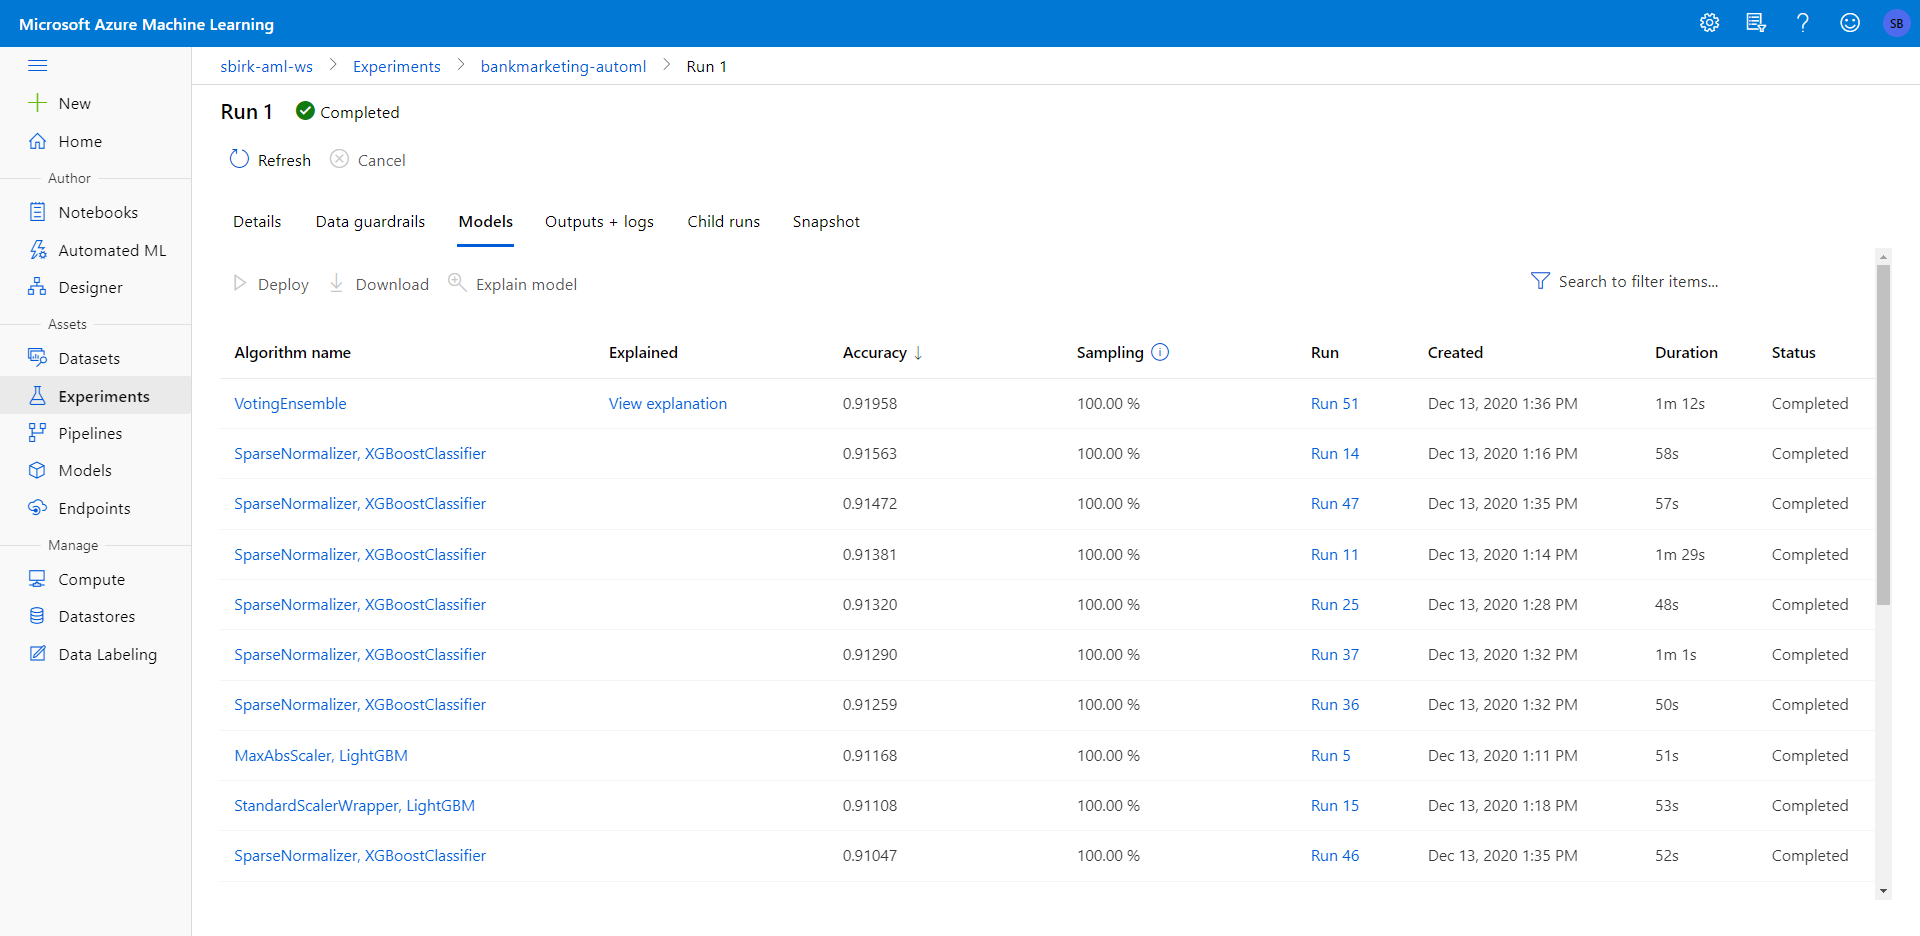 Microsoft Azure Machine Learning
SB
sbirk-aml-ws > Experiments > bankmarketing-automl > Run 1
New
Home
Author
Notebooks
Automated ML
Designer
Assets
Datasets
Experiments
Pipelines
Models
Endpoints
Manage
Compute
Datastores
Data Labeling
Run 1 Completed
Refresh Cancel
Details Data guardrails Models Outputs + logs Child runs Snapshot
Deploy Download Explain model Search to filter items...
Algorithm name Explained Accuracy ↓ Sampling Run Created Duration Status
VotingEnsemble View explanation 0.91958 100.00 % Run 51 Dec 13, 2020 1:36 PM 1m 12s Completed
SparseNormalizer, XGBoostClassifier 0.91563 100.00 % Run 14 Dec 13, 2020 1:16 PM 58s Completed
SparseNormalizer, XGBoostClassifier 0.91472 100.00 % Run 47 Dec 13, 2020 1:35 PM 57s Completed
SparseNormalizer, XGBoostClassifier 0.91381 100.00 % Run 11 Dec 13, 2020 1:14 PM 1m 29s Completed
SparseNormalizer, XGBoostClassifier 0.91320 100.00 % Run 25 Dec 13, 2020 1:28 PM 48s Completed
SparseNormalizer, XGBoostClassifier 0.91290 100.00 % Run 37 Dec 13, 2020 1:32 PM 1m 1s Completed
SparseNormalizer, XGBoostClassifier 0.91259 100.00 % Run 36 Dec 13, 2020 1:32 PM 50s Completed
MaxAbsScaler, LightGBM 0.91168 100.00 % Run 5 Dec 13, 2020 1:11 PM 51s Completed
StandardScalerWrapper, LightGBM 0.91108 100.00 % Run 15 Dec 13, 2020 1:18 PM 53s Completed
SparseNormalizer, XGBoostClassifier 0.91047 100.00 % Run 46 Dec 13, 2020 1:35 PM 52s Completed